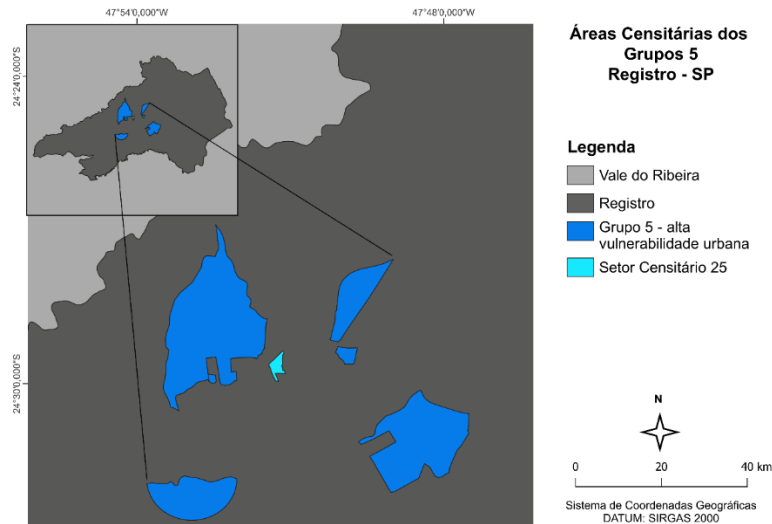 47°54'0,000"W
47°48'0,000"W
24°24'0,000"S
24°30'0,000"S
Áreas Censitárias dos
Grupos 5
Registro - SP
Legenda
Vale do Ribeira
Registro
Grupo 5 - alta
vulnerabilidade urbana
Setor Censitário 25
N
0 20 40 km
Sistema de Coordenadas Geográficas
DATUM: SIRGAS 2000